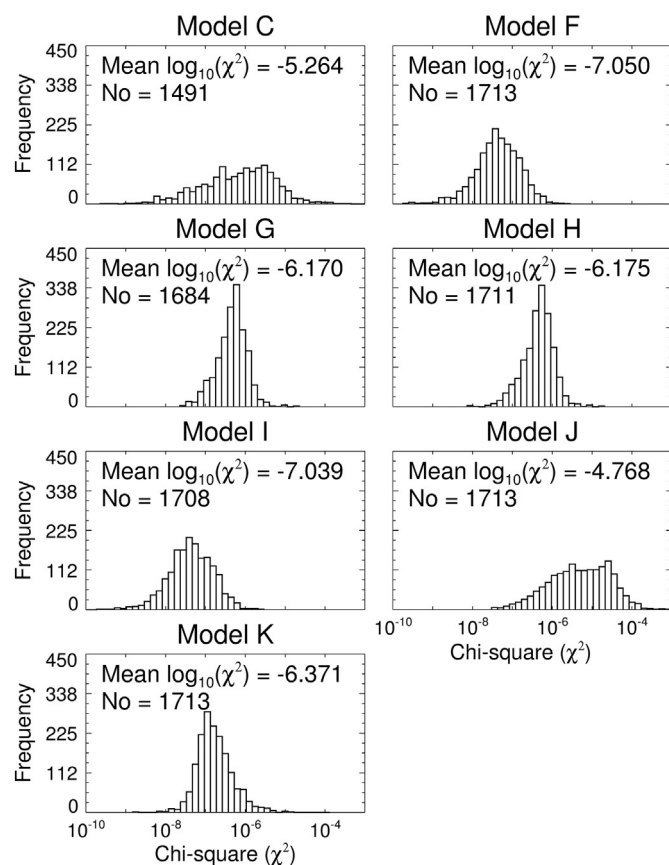 Model C
450
338
225
112
0
Frequency
Mean log₁₀(χ²) = -5.264
No = 1491
Model F
Mean log₁₀(χ²) = -7.050
No = 1713
Model G
450
338
225
112
0
Frequency
Mean log₁₀(χ²) = -6.170
No = 1684
Model H
Mean log₁₀(χ²) = -6.175
No = 1711
Model I
450
338
225
112
0
Frequency
Mean log₁₀(χ²) = -7.039
No = 1708
Model J
Mean log₁₀(χ²) = -4.768
No = 1713
10⁻¹⁰ 10⁻⁸ 10⁻⁶ 10⁻⁴
Chi-square (χ²)
Model K
450
338
225
112
0
Frequency
Mean log₁₀(χ²) = -6.371
No = 1713
10⁻¹⁰ 10⁻⁸ 10⁻⁶ 10⁻⁴
Chi-square (χ²)